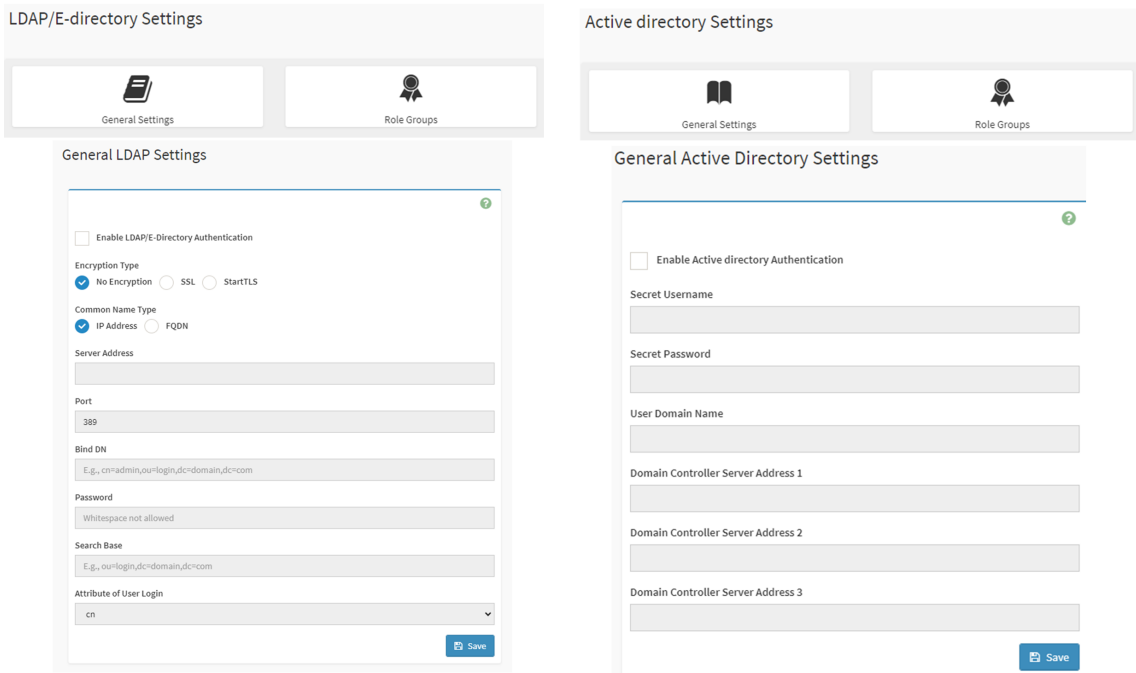 LDAP/E-directory Settings
General Settings
Role Groups
General LDAP Settings
Enable LDAP/E-Directory Authentication
Encryption Type
No Encryption SSL StartTLS
Common Name Type
IP Address FQDN
Server Address
Port
389
Bind DN
E.g., cn=admin,ou=login,dc=domain,dc=com
Password
Whitespace not allowed
Search Base
E.g., ou=login,dc=domain,dc=com
Attribute of User Login
cn
Save
Active directory Settings
General Settings
Role Groups
General Active Directory Settings
Enable Active directory Authentication
Secret Username
Secret Password
User Domain Name
Domain Controller Server Address 1
Domain Controller Server Address 2
Domain Controller Server Address 3
Save